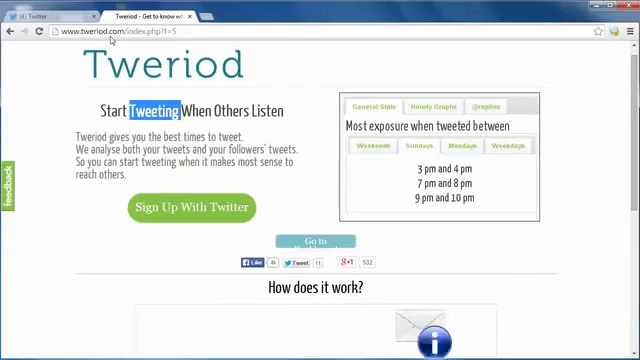 (4) Twitter
Tweriod - Get to know wh
www.tweriod.com/index.php?f=5
Tweriod
Start Tweeting When Others Listen
Tweriod gives you the best times to tweet.
We analyse both your tweets and your followers' tweets.
So you can start tweeting when it makes most sense to
reach others.
Sign Up With Twitter
General Stats Hourly Graphs @replies
Most exposure when tweeted between
Weekends Sundays Mondays Weekdays
3 pm and 4 pm
7 pm and 8 pm
9 pm and 10 pm
feedback
Go to
Like 4k Tweet 11 +1 532
How does it work?